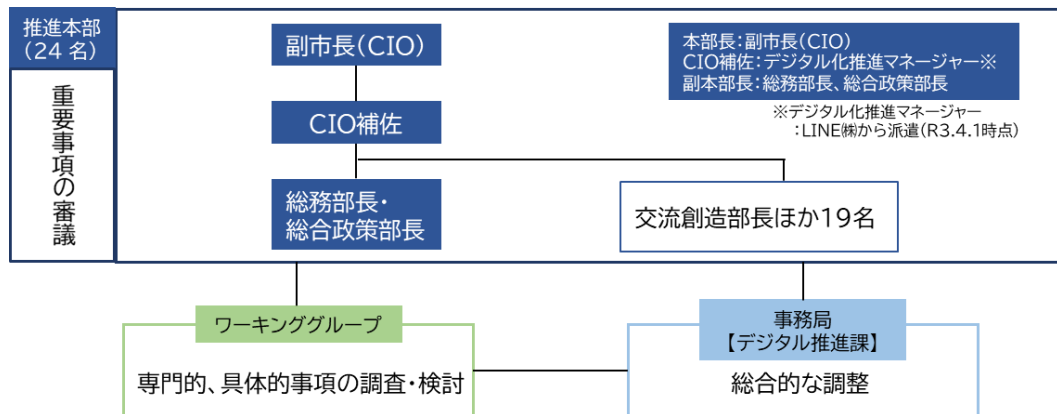 推進本部
(24 名)
重要事項の審議
副市長(CIO)
CIO補佐
総務部長・
総合政策部長
交流創造部長ほか19名
本部長:副市長(CIO)
CIO補佐:デジタル化推進マネージャー※
副本部長:総務部長、総合政策部長
※デジタル化推進マネージャー
:LINE㈱から派遣(R3.4.1時点)
ワーキンググループ
専門的、具体的事項の調査・検討
事務局
【デジタル推進課】
総合的な調整